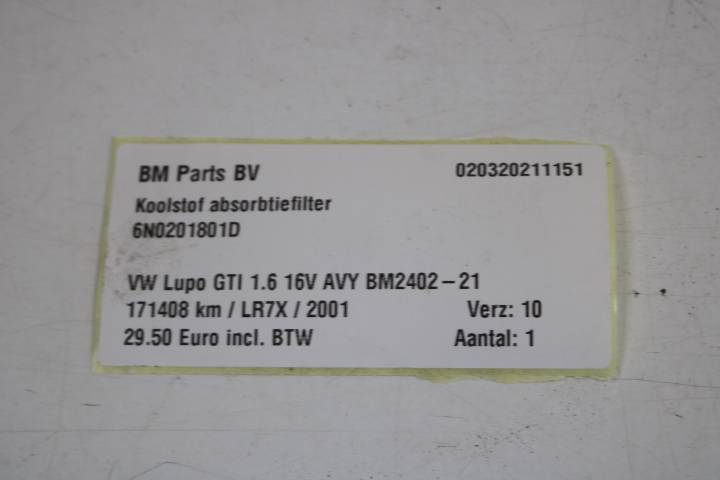 BM Parts BV 020320211151
Koolstof absorbtiefilter
6N0201801D
VW Lupo GTI 1.6 16V AVY BM2402-21
171408 km / LR7X / 2001 Verz: 10
29.50 Euro incl. BTW Aantal: 1